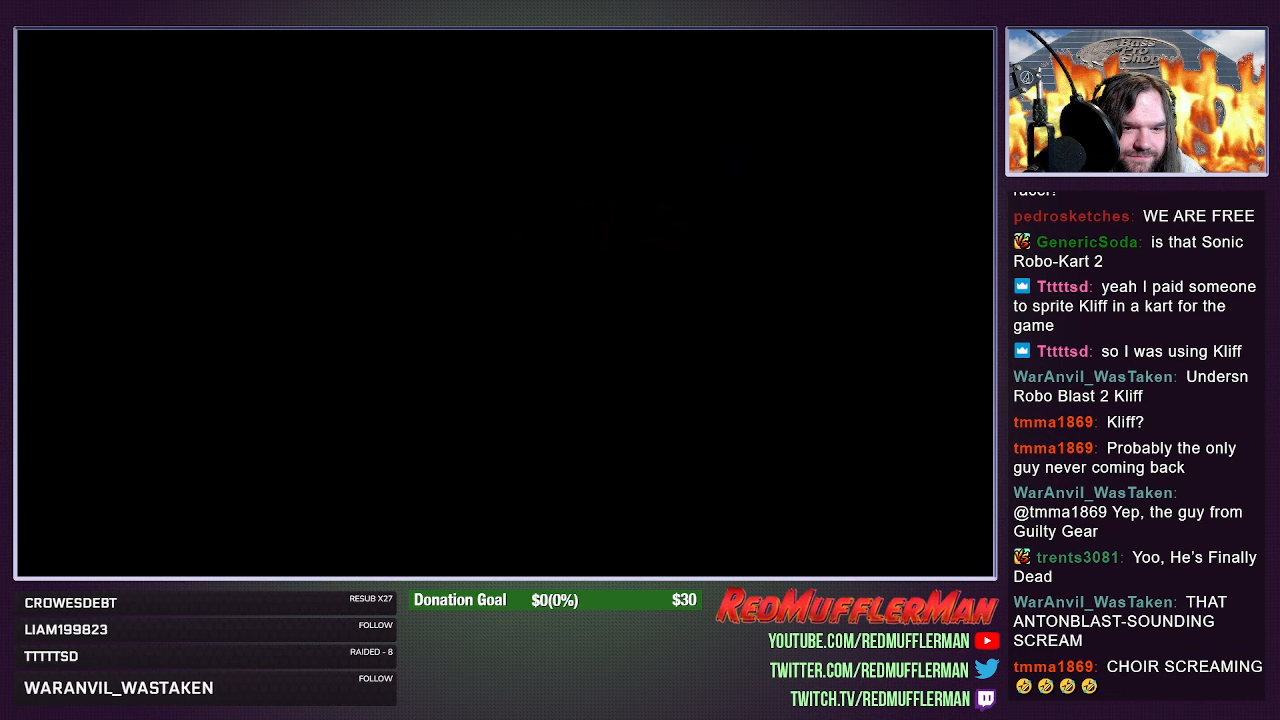 Bass
Pro
Shops
pedrosketches: WE ARE FREE
GenericSoda: is that Sonic
Robo-Kart 2
Tttttsd: yeah I paid someone
to sprite Kliff in a kart for the
game
Tttttsd: so I was using Kliff
WarAnvil_WasTaken: Undersn
Robo Blast 2 Kliff
tmma1869: Kliff?
tmma1869: Probably the only
guy never coming back
WarAnvil_WasTaken:
@tmma1869 Yep, the guy from
Guilty Gear
trents3081: Yoo, He's Finally
Dead
WarAnvil_WasTaken: THAT
ANTONBLAST-SOUNDING
SCREAM
tmma1869: CHOIR SCREAMING
🤣🤣🤣🤣
CROWESDEBT RESUB X27
LIAM199823 FOLLOW
TTTTTSD RAIDED - 8
WARANVIL_WASTAKEN FOLLOW
Donation Goal $0(0%) $30
REDMUFFLERMAN
YOUTUBE.COM/REDMUFFLERMAN
TWITTER.COM/REDMUFFLERMAN
TWITCH.TV/REDMUFFLERMAN